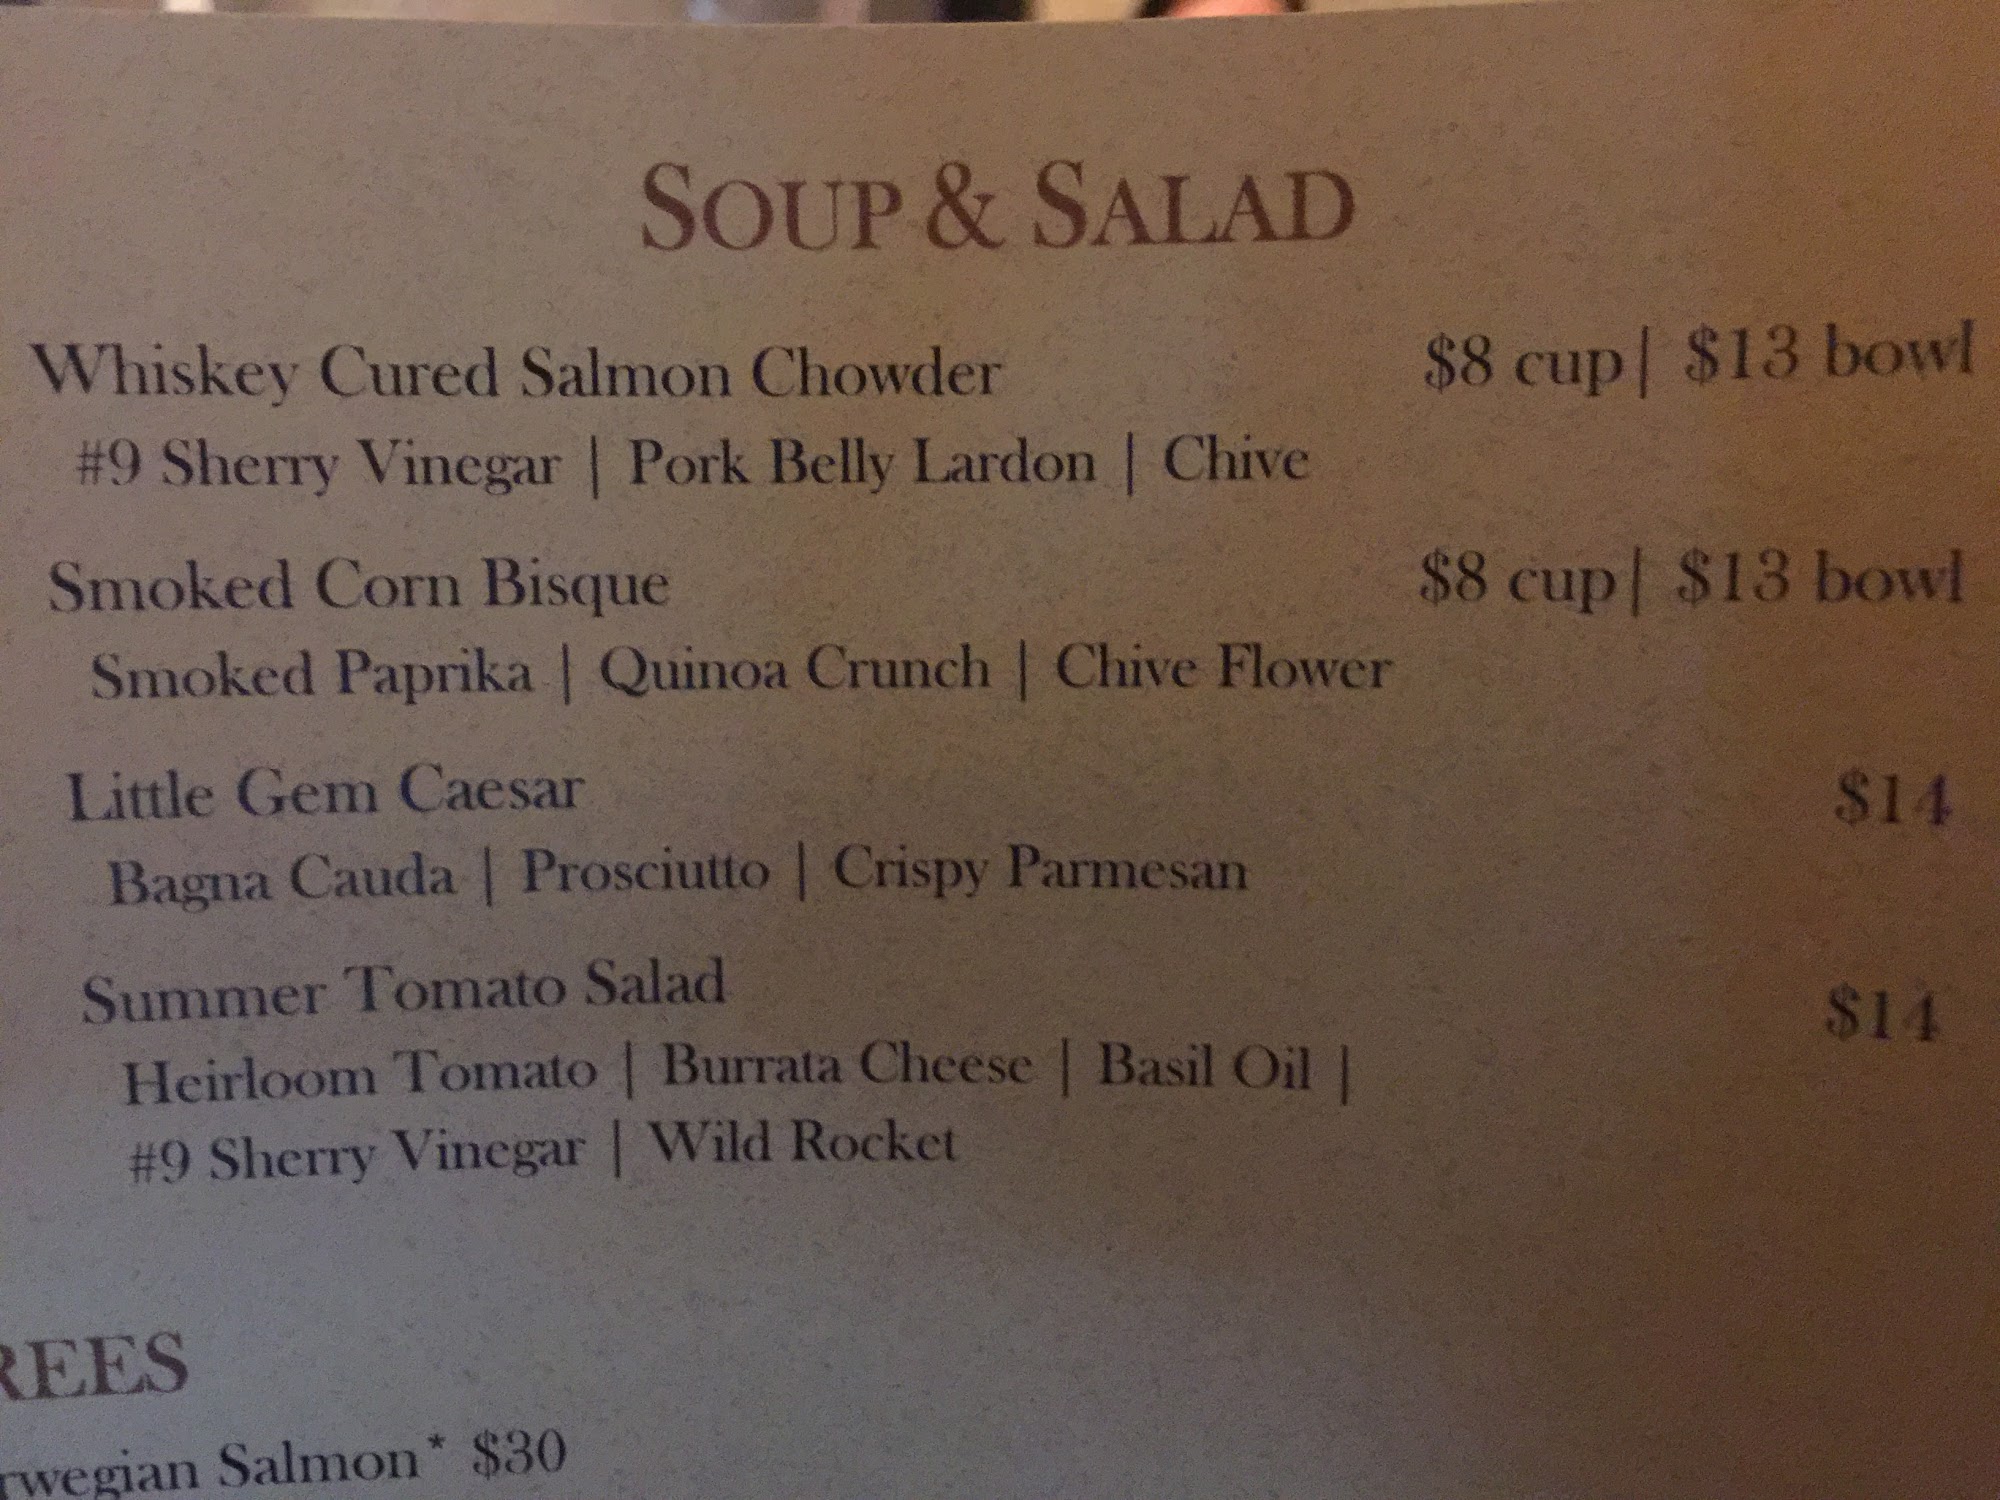 SOUP & SALAD
Whiskey Cured Salmon Chowder $8 cup| $13 bowl
#9 Sherry Vinegar | Pork Belly Lardon | Chive
Smoked Corn Bisque $8 cup| $13 bowl
Smoked Paprika | Quinoa Crunch | Chive Flower
Little Gem Caesar $14
Bagna Cauda | Prosciutto | Crispy Parmesan
Summer Tomato Salad $14
Heirloom Tomato | Burrata Cheese | Basil Oil |
#9 Sherry Vinegar | Wild Rocket
REES
rwegian Salmon* $30